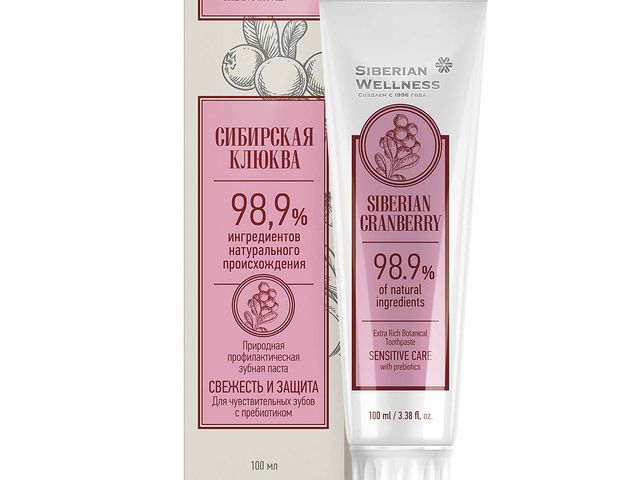 СИБИРСКАЯ
КЛЮКВА
98,9%
ингредиентов
натурального
происхождения
Природная
профилактическая
зубная паста
СВЕЖЕСТЬ И ЗАЩИТА
Для чувствительных зубов
с пребиотиком
100 мл
SIBERIAN
WELLNESS
Создаем с 1996 года.
SIBERIAN
CRANBERRY
98.9%
of natural
ingredients
Extra Rich Botanical
Toothpaste
SENSITIVE CARE
with prebiotics
100 ml / 3.38 fl. oz.